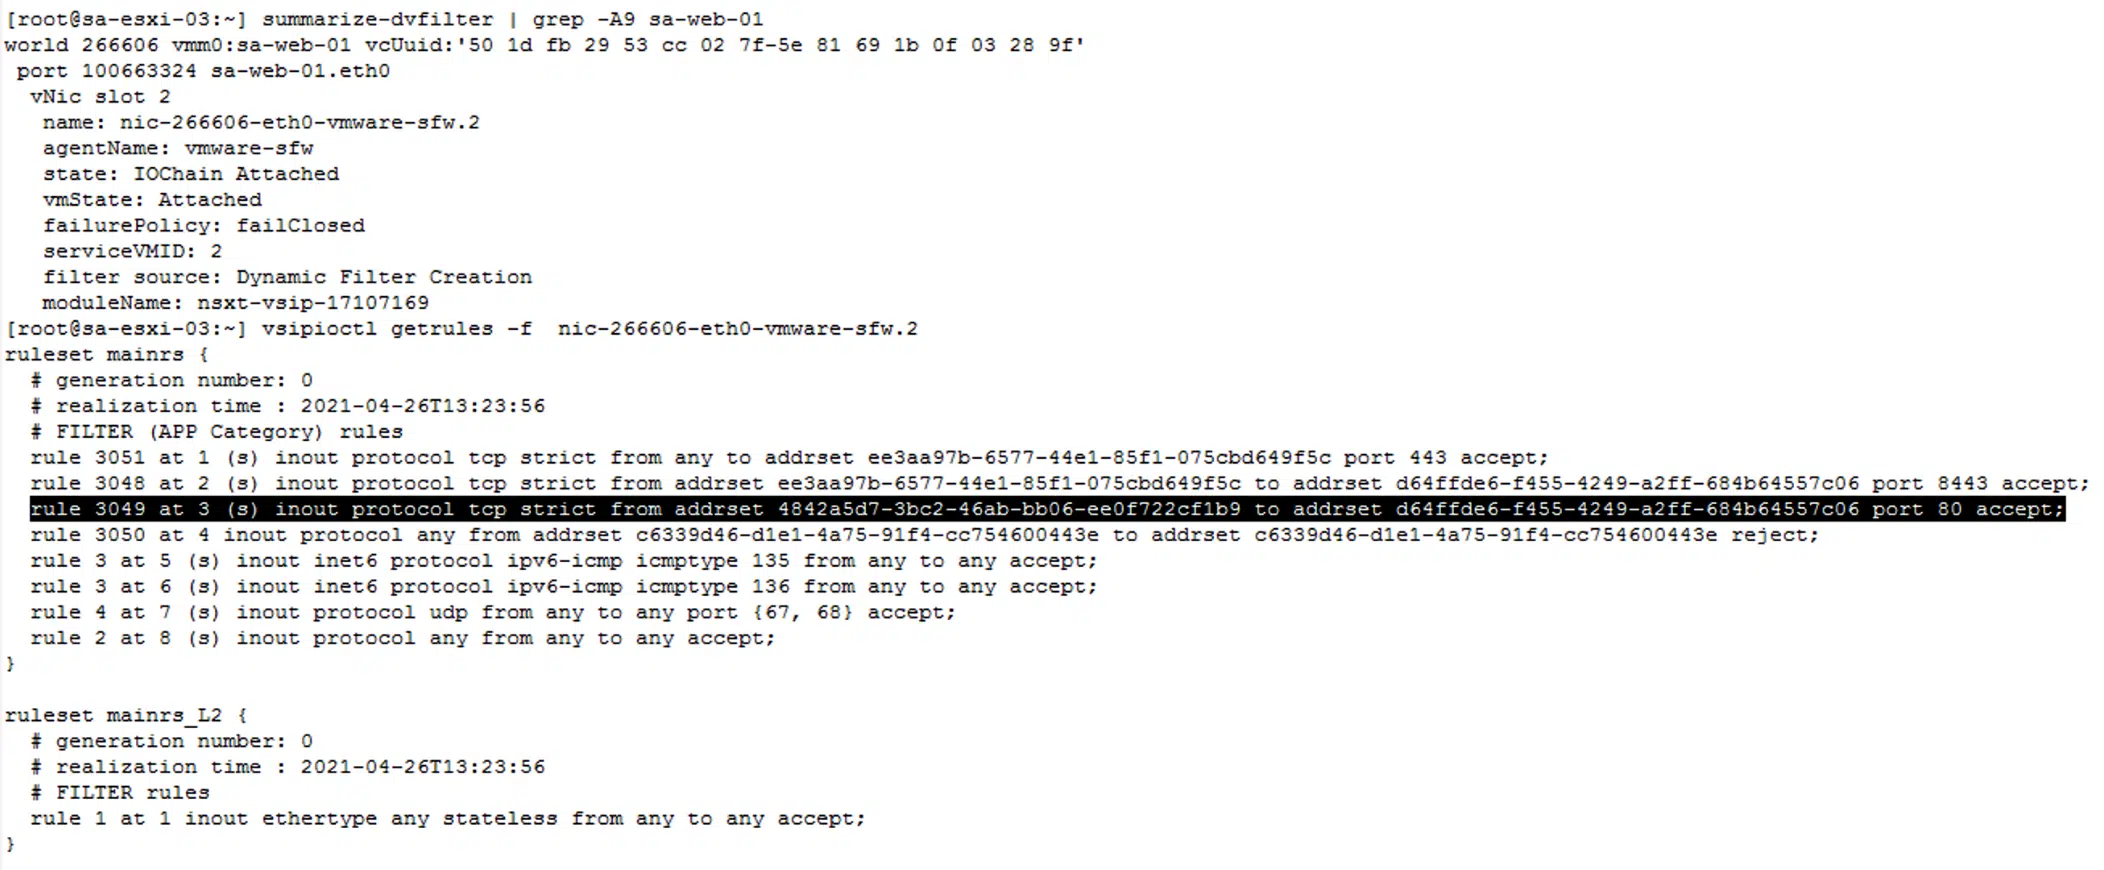 [root@sa-esxi-03:~] summarize-dvfilter | grep -A9 sa-web-01
world 266606 vmm0:sa-web-01 vcUuid:'50 1d fb 29 53 cc 02 7f-5e 81 69 1b 0f 03 28 9f'
port 100663324 sa-web-01.eth0
vNic slot 2
name: nic-266606-eth0-vmware-sfw.2
agentName: vmware-sfw
state: IOChain Attached
vmState: Attached
failurePolicy: failClosed
serviceVMID: 2
filter source: Dynamic Filter Creation
moduleName: nsxt-vsip-17107169
[root@sa-esxi-03:~] vsipioctl getrules -f  nic-266606-eth0-vmware-sfw.2
ruleset mainrs {
# generation number: 0
# realization time : 2021-04-26T13:23:56
# FILTER (APP Category) rules
rule 3051 at 1 (s) inout protocol tcp strict from any to addrset ee3aa97b-6577-44e1-85f1-075cbd649f5c port 443 accept;
rule 3048 at 2 (s) inout protocol tcp strict from addrset ee3aa97b-6577-44e1-85f1-075cbd649f5c to addrset d64ffde6-f455-4249-a2ff-684b64557c06 port 8443 accept;
rule 3049 at 3 (s) inout protocol tcp strict from addrset 4842a5d7-3bc2-46ab-bb06-ee0f722cf1b9 to addrset d64ffde6-f455-4249-a2ff-684b64557c06 port 80 accept;
rule 3050 at 4 inout protocol any from addrset c6339d46-d1e1-4a75-91f4-cc754600443e to addrset c6339d46-d1e1-4a75-91f4-cc754600443e reject;
rule 3 at 5 (s) inout inet6 protocol ipv6-icmp icmptype 135 from any to any accept;
rule 3 at 6 (s) inout inet6 protocol ipv6-icmp icmptype 136 from any to any accept;
rule 4 at 7 (s) inout protocol udp from any to any port {67, 68} accept;
rule 2 at 8 (s) inout protocol any from any to any accept;
}
ruleset mainrs_L2 {
# generation number: 0
# realization time : 2021-04-26T13:23:56
# FILTER rules
rule 1 at 1 inout ethertype any stateless from any to any accept;
}